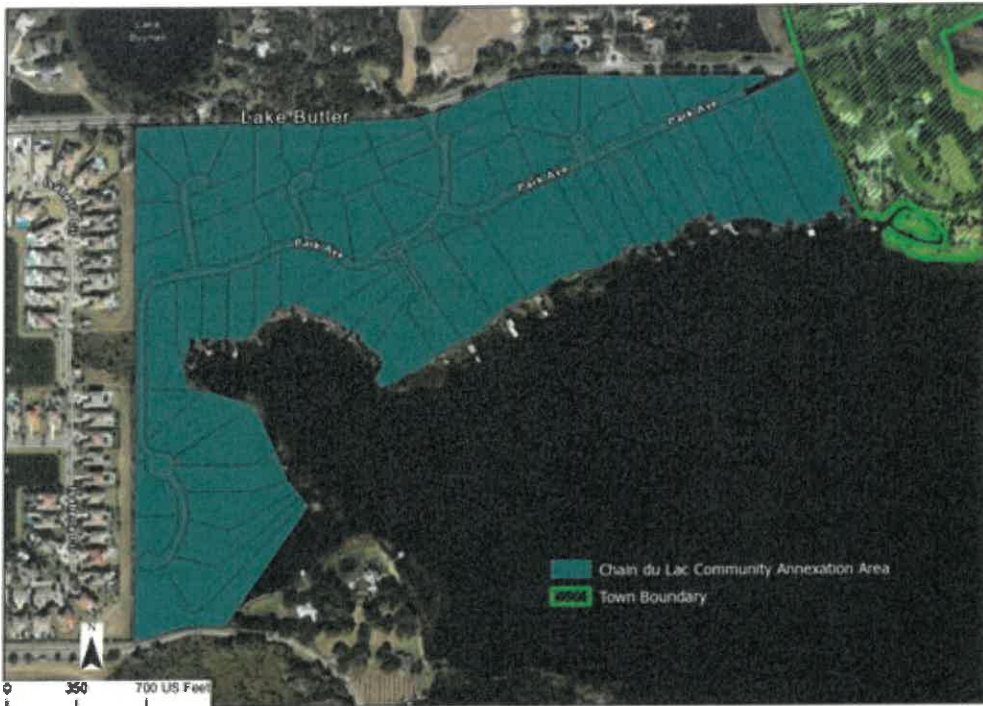 Lake Butler
Park Ave
Park Ave
Park Ave
Chain du Lac Community Annexation Area
Town Boundary
N
0 350 700 US Feet